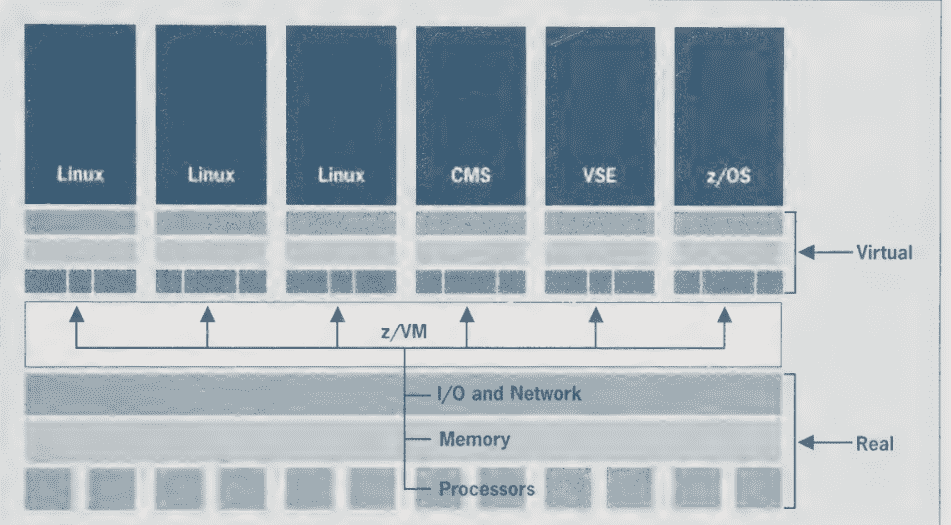 Linux
Linux
Linux
CMS
VSE
z/OS
Virtual
z/VM
I/O and Network
Memory
Real
Processors